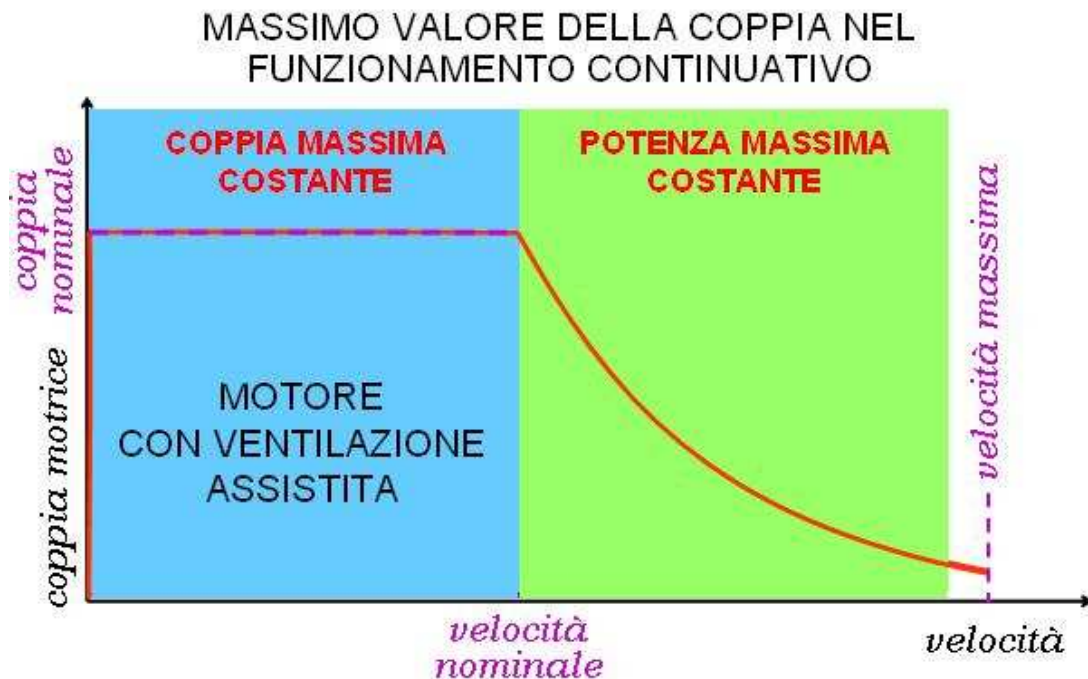 MASSIMO VALORE DELLA COPPIA NEL
FUNZIONAMENTO CONTINUATIVO
COPPIA MASSIMA
COSTANTE
POTENZA MASSIMA
COSTANTE
coppia
nominale
coppia motrice
MOTORE
CON VENTILAZIONE
ASSISTITA
velocità massima
velocità
nominale
velocità